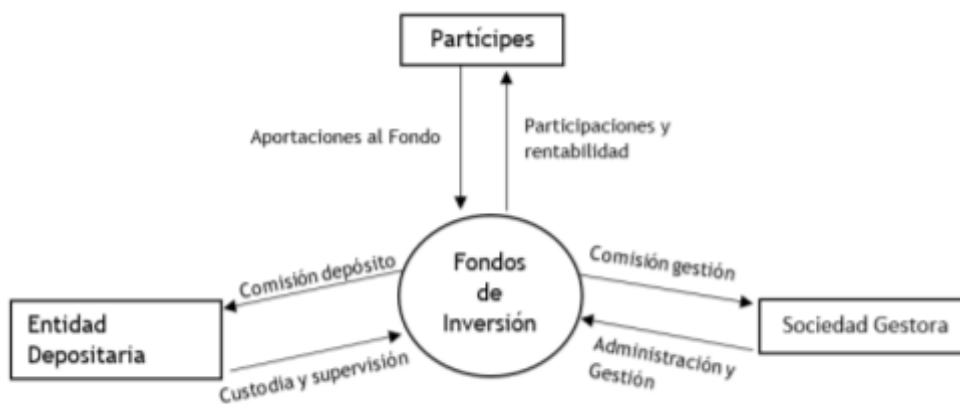 Partícipes
Aportaciones al Fondo
Participaciones y
rentabilidad
Comisión depósito
Fondos
de
Inversión
Comisión gestión
Entidad
Depositaria
Custodia y supervisión
Administración y
Gestión
Sociedad Gestora